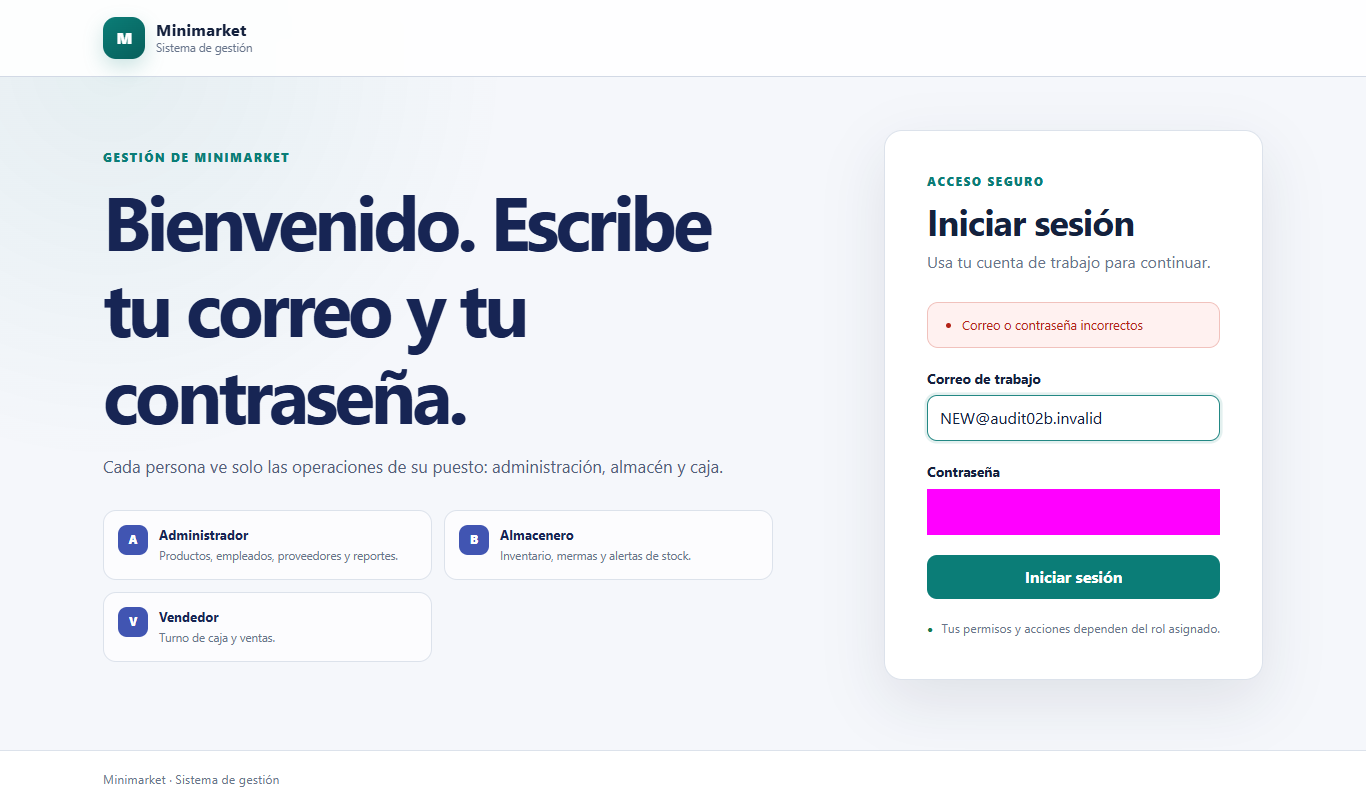 M
Minimarket
Sistema de gestión
GESTIÓN DE MINIMARKET
Bienvenido. Escribe
tu correo y tu
contraseña.
Cada persona ve solo las operaciones de su puesto: administración, almacén y caja.
A
Administrador
Productos, empleados, proveedores y reportes.
B
Almacenero
Inventario, mermas y alertas de stock.
V
Vendedor
Turno de caja y ventas.
ACCESO SEGURO
Iniciar sesión
Usa tu cuenta de trabajo para continuar.
• Correo o contraseña incorrectos
Correo de trabajo
NEW@audit02b.invalid
Contraseña
Iniciar sesión
• Tus permisos y acciones dependen del rol asignado.
Minimarket · Sistema de gestión